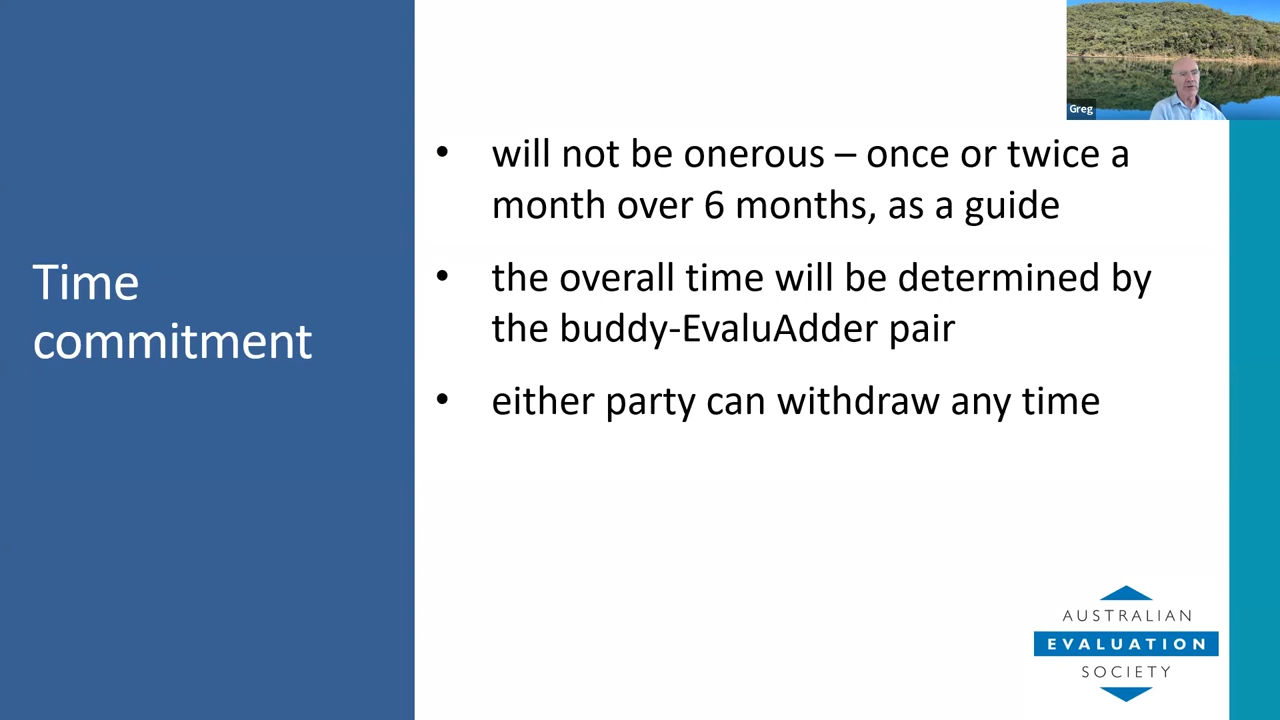 Greg
Time
commitment
• will not be onerous – once or twice a
month over 6 months, as a guide
• the overall time will be determined by
the buddy-EvaluAdder pair
• either party can withdraw any time
AUSTRALIAN
EVALUATION
SOCIETY